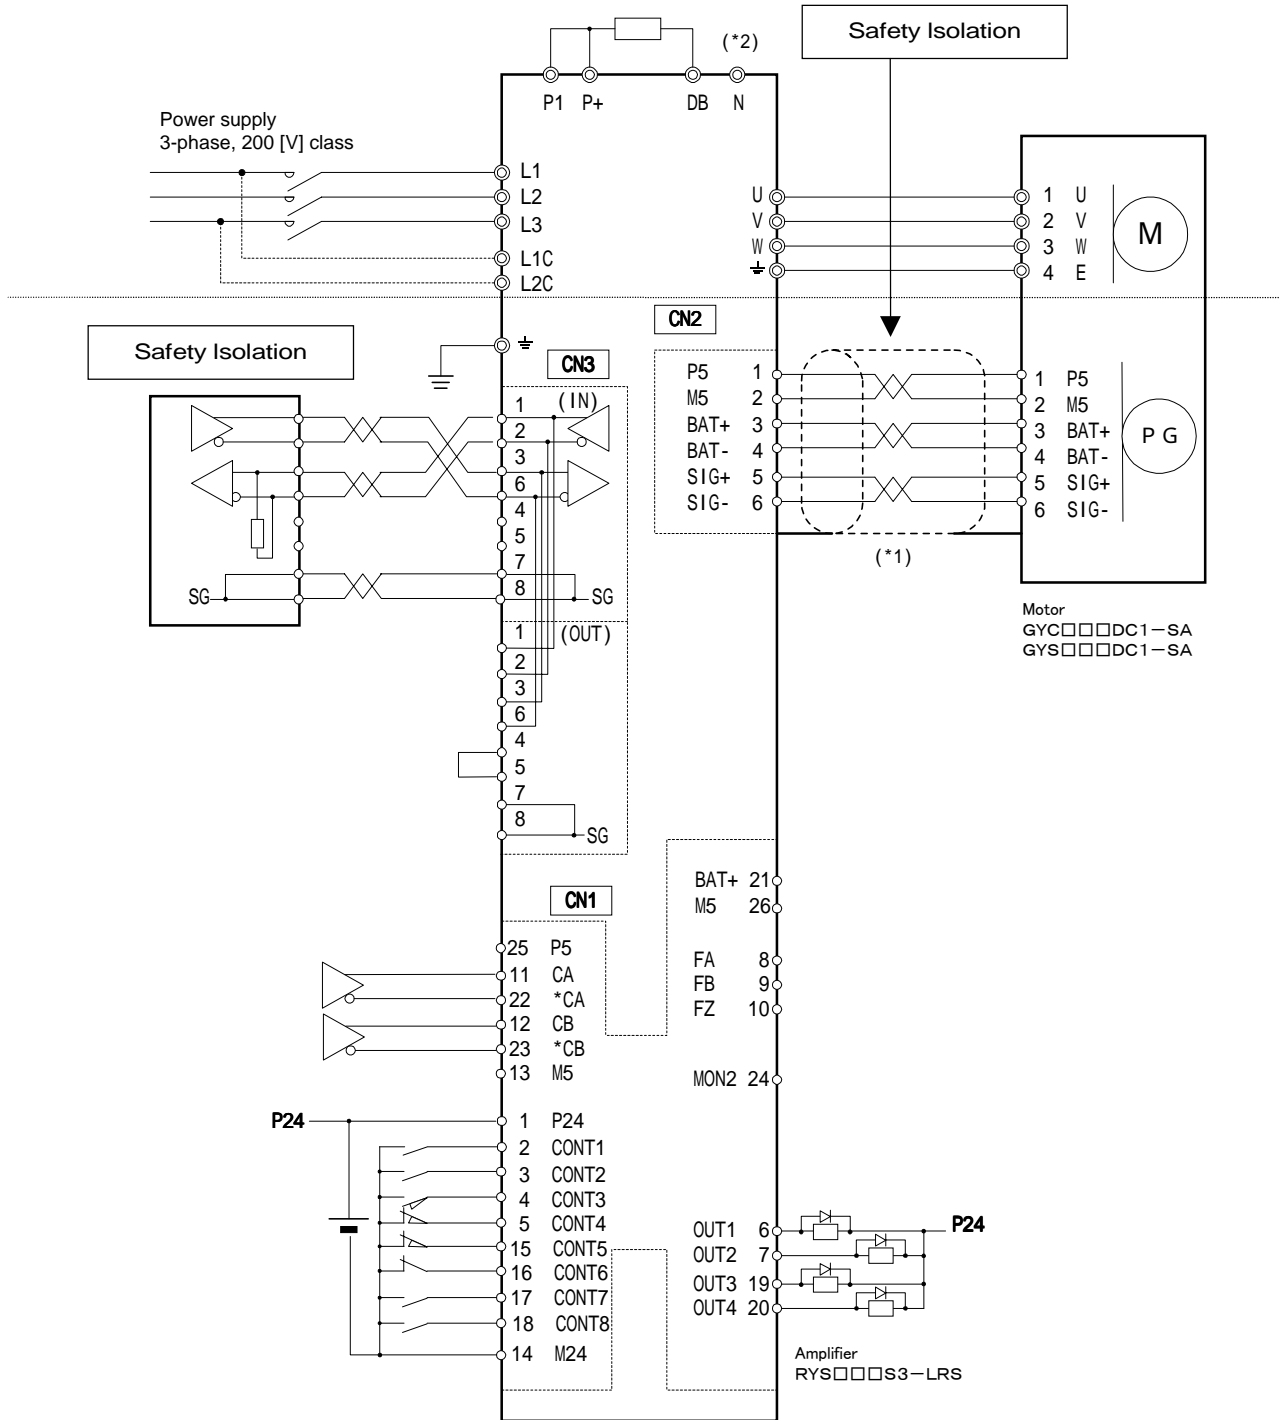 Safety Isolation
(*2)
P1 P+ DB N
Power supply
3-phase, 200 [V] class
L1
L2
L3
L1C
L2C
U
V
W
1 U
2 V
3 W
4 E
M
Safety Isolation
CN2
CN3
P5 1
M5 2
BAT+ 3
BAT- 4
SIG+ 5
SIG- 6
1 P5
2 M5
3 BAT+
4 BAT-
5 SIG+
6 SIG-
PG
(*1)
1 (IN)
2
3
6
4
5
7
8
SG
SG
1 (OUT)
2
3
6
4
5
7
8
SG
Motor
GYC□□□DC1-SA
GYS□□□DC1-SA
CN1
BAT+ 21
M5 26
FA 8
FB 9
FZ 10
MON2 24
25 P5
11 CA
22 *CA
12 CB
23 *CB
13 M5
P24
1 P24
2 CONT1
3 CONT2
4 CONT3
5 CONT4
15 CONT5
16 CONT6
17 CONT7
18 CONT8
14 M24
OUT1 6
OUT2 7
OUT3 19
OUT4 20
P24
Amplifier
RYS□□□S3-LRS